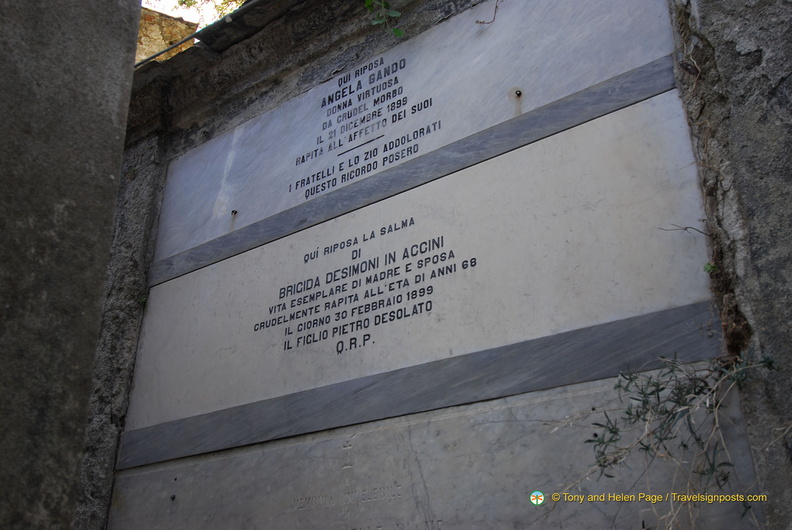 QUI RIPOSA
ANGELA GANDO
DONNA VIRTUOSA
DA CRUDEL MORBO
IL 21 DICEMBRE 1899
RAPITA ALL'AFFETTO DEI SUOI
I FRATELLI E LO ZIO ADDOLORATI
QUESTO RICORDO POSERO
QUÍ RIPOSA LA SALMA
DI
BRIGIDA DESIMONI IN ACCINI
VITA ESEMPLARE DI MADRE E SPOSA
CRUDELMENTE RAPITA ALL'ETA DI ANNI 68
IL GIORNO 30 FEBBRAIO 1899
IL FIGLIO PIETRO DESOLATO
Q.R.P.
© Tony and Helen Page / Travelsignposts.com